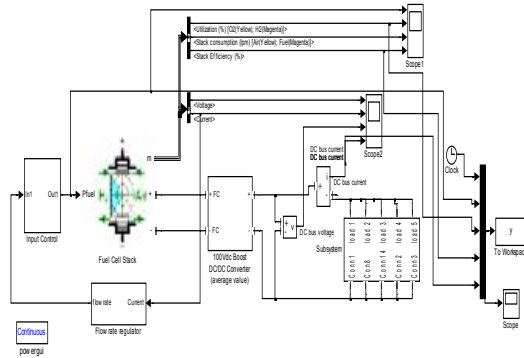 <Utilization (%) [O2(Yellow); H2(Magenta)]>
<Stack consumption (lpm) [Air(Yellow); Fuel(Magenta)]>
<Stack Efficiency (%)>
Scope1
<Voltage>
<Current>
Scope2
DC bus current
DC bus current
DC bus current
Clock
m
In1
Out1
Input Control
Pfuel
+
-
Fuel Cell Stack
+ FC
- FC
+
-
100Vdc Boost
DC/DC Converter
(average value)
+
-
v
DC bus voltage
+
-
i
load 1
load 2
load 3
load 4
load 5
Subsystem
Conn1
Conn8
Conn14
Conn2
Conn3
y
To Workspac
Scope
flow rate
Current
Flow rate regulator
Continuous
powergui